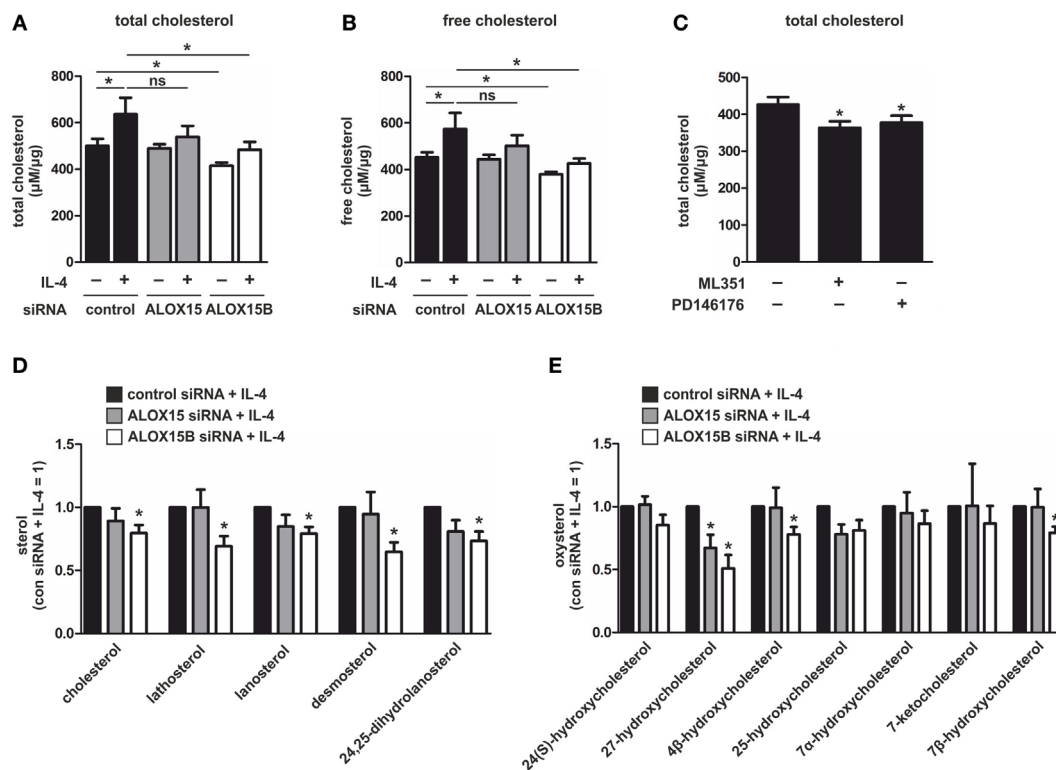 A
total cholesterol
*
*
*
ns
800
600
400
200
0
total cholesterol
(µM/µg)
IL-4
– + – + – +
siRNA
control ALOX15 ALOX15B
B
free cholesterol
*
*
*
ns
800
600
400
200
0
free cholesterol
(µM/µg)
IL-4
– + – + – +
siRNA
control ALOX15 ALOX15B
C
total cholesterol
500
400
300
200
100
0
total cholesterol
(µM/µg)
* *
ML351 – + –
PD146176 – – +
D
control siRNA + IL-4
ALOX15 siRNA + IL-4
ALOX15B siRNA + IL-4
1.5
1.0
0.5
0.0
sterol
(con siRNA + IL-4 = 1)
* * * * *
cholesterol
lathosterol
lanosterol
desmosterol
24,25-dihydrolanosterol
E
control siRNA + IL-4
ALOX15 siRNA + IL-4
ALOX15B siRNA + IL-4
1.5
1.0
0.5
0.0
oxysterol
(con siRNA + IL-4 = 1)
* * * *
24(S)-hydroxycholesterol
27-hydroxycholesterol
4β-hydroxycholesterol
25-hydroxycholesterol
7α-hydroxycholesterol
7-ketocholesterol
7β-hydroxycholesterol